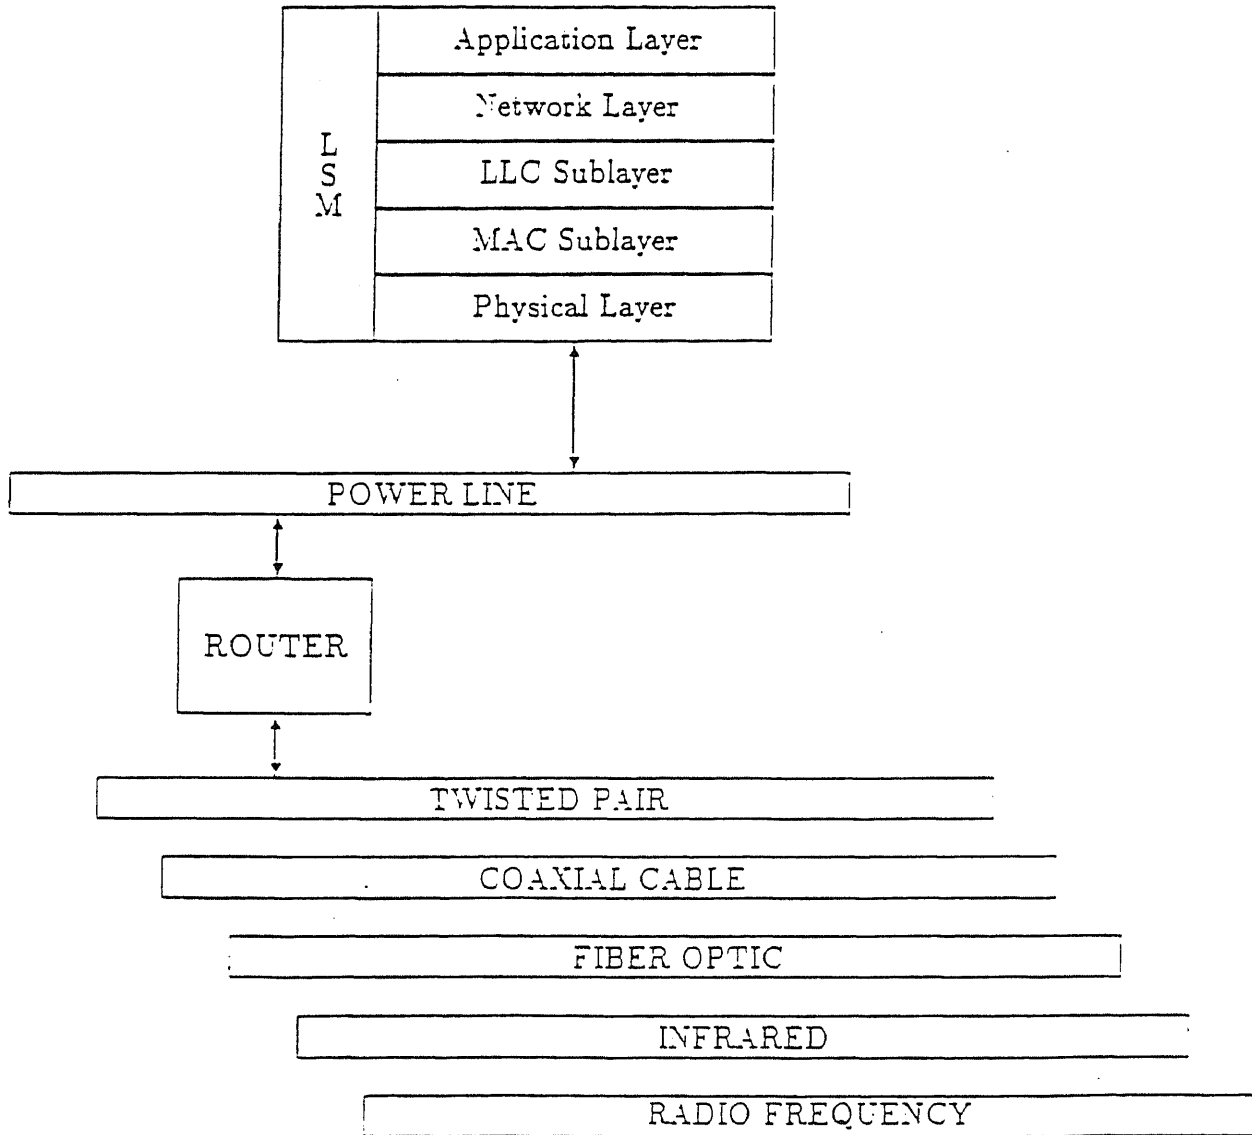 Application Layer
Network Layer
L
S
M
LLC Sublayer
MAC Sublayer
Physical Layer
POWER LINE
ROUTER
TWISTED PAIR
COAXIAL CABLE
FIBER OPTIC
INFRARED
RADIO FREQUENCY